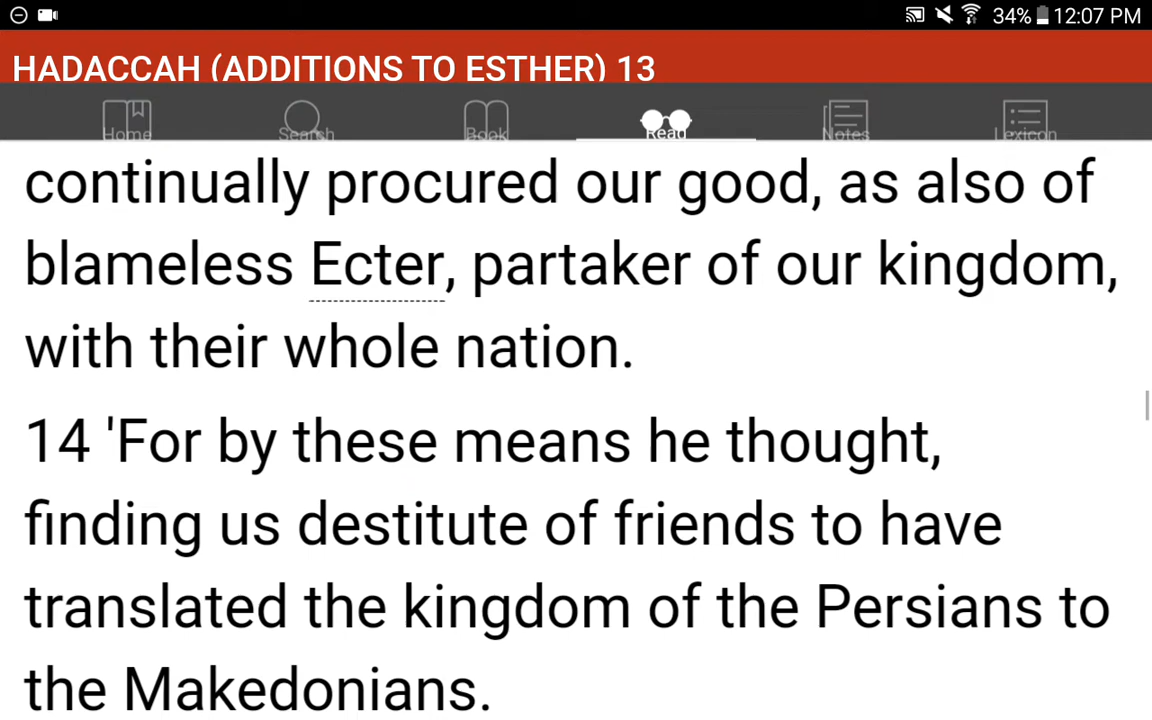 34% 12:07 PM
HADACCAH (ADDITIONS TO ESTHER) 13
Home Search Book Read Notes Lexicon
continually procured our good, as also of
blameless Ecter, partaker of our kingdom,
with their whole nation.
14 'For by these means he thought,
finding us destitute of friends to have
translated the kingdom of the Persians to
the Makedonians.